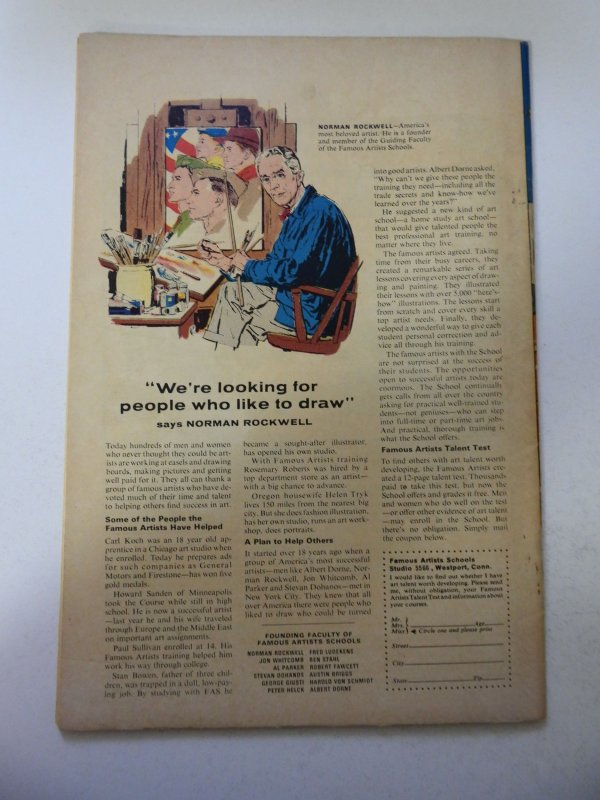 NORMAN ROCKWELL—America's
most beloved artist. He is a founder
and member of the Guiding Faculty
of the Famous Artists Schools.
"We're looking for
people who like to draw"
says NORMAN ROCKWELL
Today hundreds of men and women
who never thought they could be art-
ists are working at easels and drawing
boards, making pictures and getting
well paid for it. They all can thank a
group of famous artists who have de-
voted much of their time and talent
to helping others find success in art.
Some of the People the
Famous Artists Have Helped
Carl Koch was an 18 year old ap-
prentice in a Chicago art studio when
he enrolled. Today he prepares ads
for such companies as General
Motors and Firestone—has won five
gold medals.
Howard Sanden of Minneapolis
took the Course while still in high
school. He is now a successful artist
—last year he and his wife traveled
through Europe and the Middle East
on important art assignments.
Paul Sullivan enrolled at 14. His
Famous Artists training helped him
work his way through college.
Stan Bowen, father of three chil-
dren, was trapped in a dull, low-pay-
ing job. By studying with FAS he
became a sought-after illustrator,
has opened his own studio.
With Famous Artists training
Rosemary Roberts was hired by a
top department store as an artist—
with a big chance to advance.
Oregon housewife Helen Tryk
lives 150 miles from the nearest big
city. But she does fashion illustration,
has her own studio, runs an art work-
shop, does portraits.
A Plan to Help Others
It started over 18 years ago when a
group of America's most successful
artists—men like Albert Dorne, Nor-
man Rockwell, Jon Whitcomb, Al
Parker and Stevan Dohanos—met in
New York City. They knew that all
over America there were people who
liked to draw who could be turned
FOUNDING FACULTY OF
FAMOUS ARTISTS SCHOOLS
NORMAN ROCKWELL FRED LUDEKENS
JON WHITCOMB BEN STAHL
AL PARKER ROBERT FAWCETT
STEVAN DOHANOS AUSTIN BRIGGS
GEORGE GIUSTI HAROLD VON SCHMIDT
PETER HELCK ALBERT DORNE
into good artists. Albert Dorne asked,
"Why can't we give these people the
training they need—including all the
trade secrets and know-how we've
learned over the years?"
He suggested a new kind of art
school—a home study art school—
that would give talented people the
best professional art training, no
matter where they live.
The famous artists agreed. Taking
time from their busy careers, they
created a remarkable series of art
lessons covering every aspect of draw-
ing and painting. They illustrated
their lessons with over 5,000 "here's-
how" illustrations. The lessons start
from scratch and cover every skill a
top artist needs. Finally, they de-
veloped a wonderful way to give each
student personal correction and ad-
vice all through his training.
The famous artists with the School
are not surprised at the success of
their students. The opportunities
open to successful artists today are
enormous. The School continually
gets calls from all over the country
asking for practical well-trained stu-
dents—not geniuses—who can step
into full-time or part-time art jobs.
And practical, thorough training is
what the School offers.
Famous Artists Talent Test
To find others with art talent worth
developing, the Famous Artists cre-
ated a 12-page talent test. Thousands
paid to take this test, but now the
School offers and grades it free. Men
and women who do well on the test
—or offer other evidence of art talent
—may enroll in the School. But
there's no obligation. Simply mail
the coupon below.
Famous Artists Schools
Studio 5566, Westport, Conn.
I would like to find out whether I have
art talent worth developing. Please send
me, without obligation, your Famous
Artists Talent Test and information about
your courses.
Mr.
Mrs. Age
Miss Circle one and please print
Street
City
State Zip